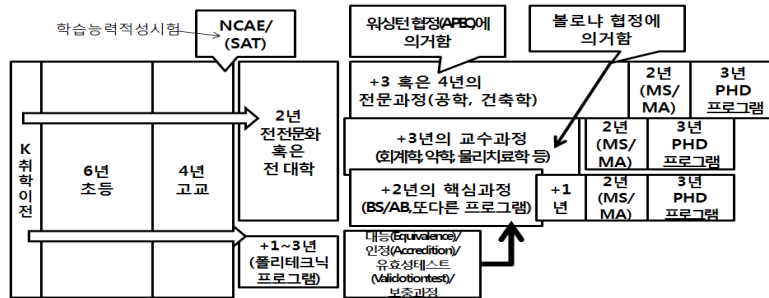 학습능력적성시험
NCAE/
(SAT)
워싱턴 협정(APEC)에
의거함
볼로냐 협정에
의거함
K
취학이전
6년
초등
4년
고교
2년
전전문화
혹은
전 대학
+3 혹은 4년의
전문과정(공학, 건축학)
2년
(MS/
MA)
3년
PHD
프로그램
+3년의 교수과정
(회계학, 약학, 물리치료학 등)
2년
(MS/
MA)
3년
PHD
프로그램
+2년의 핵심과정
(BS/AB,또다른 프로그램)
+1
년
2년
(MS/
MA)
3년
PHD
프로그램
+1~3년
(폴리테크닉
프로그램)
대등(Equivalence)/
인정(Accredition)/
유효성테스트
(Validotiontest)/
보충과정